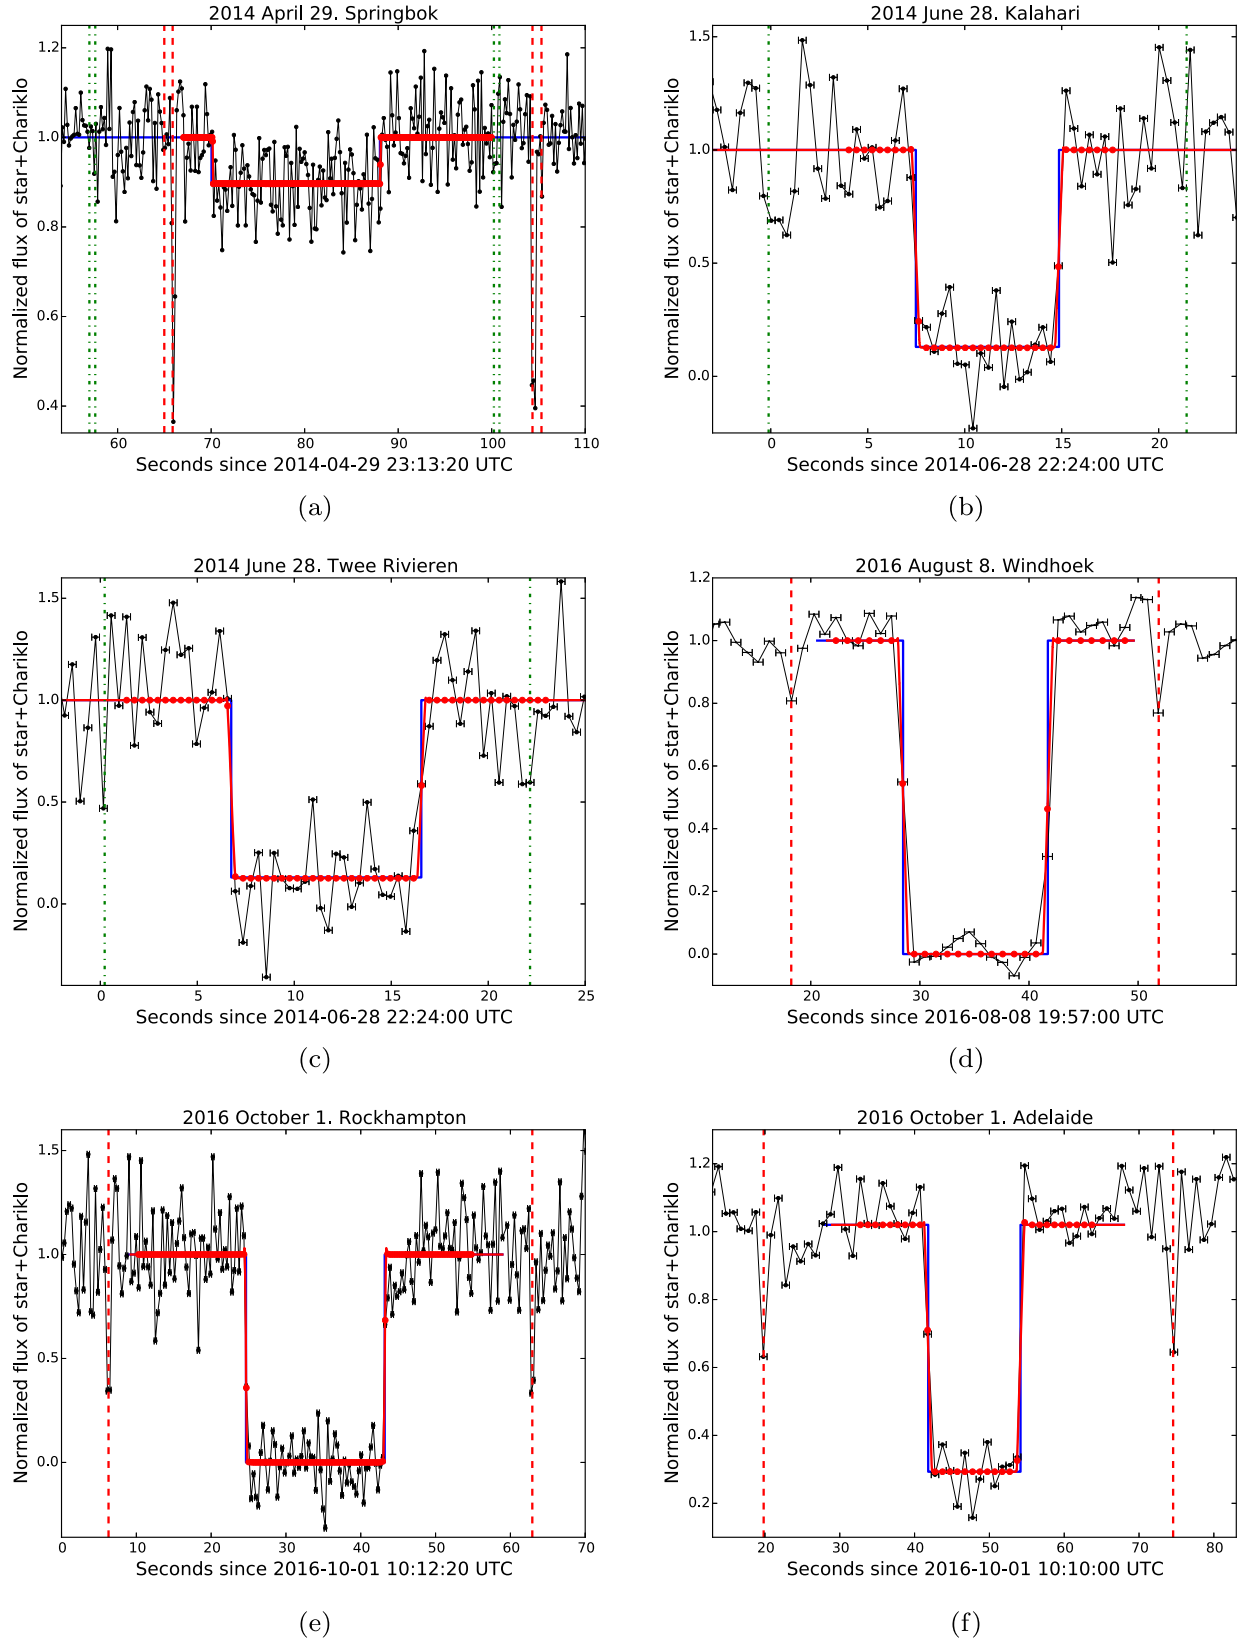 2014 April 29. Springbok
Normalized flux of star+Chariklo
1.2
1.0
0.8
0.6
0.4
60 70 80 90 100 110
Seconds since 2014-04-29 23:13:20 UTC
(a)
2014 June 28. Kalahari
Normalized flux of star+Chariklo
1.5
1.0
0.5
0.0
0 5 10 15 20
Seconds since 2014-06-28 22:24:00 UTC
(b)
2014 June 28. Twee Rivieren
Normalized flux of star+Chariklo
1.5
1.0
0.5
0.0
0 5 10 15 20 25
Seconds since 2014-06-28 22:24:00 UTC
(c)
2016 August 8. Windhoek
Normalized flux of star+Chariklo
1.2
1.0
0.8
0.6
0.4
0.2
0.0
20 30 40 50
Seconds since 2016-08-08 19:57:00 UTC
(d)
2016 October 1. Rockhampton
Normalized flux of star+Chariklo
1.5
1.0
0.5
0.0
0 10 20 30 40 50 60 70
Seconds since 2016-10-01 10:12:20 UTC
(e)
2016 October 1. Adelaide
Normalized flux of star+Chariklo
1.2
1.0
0.8
0.6
0.4
0.2
20 30 40 50 60 70 80
Seconds since 2016-10-01 10:10:00 UTC
(f)